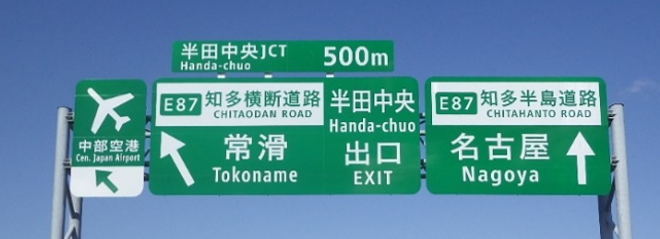 半田中央JCT 500m
Handa-chuo
中部空港
Cen. Japan Airport
E87 知多横断道路
CHITAODAN ROAD
常滑
Tokoname
半田中央
Handa-chuo
出口
EXIT
E87 知多半島道路
CHITAHANTO ROAD
名古屋
Nagoya